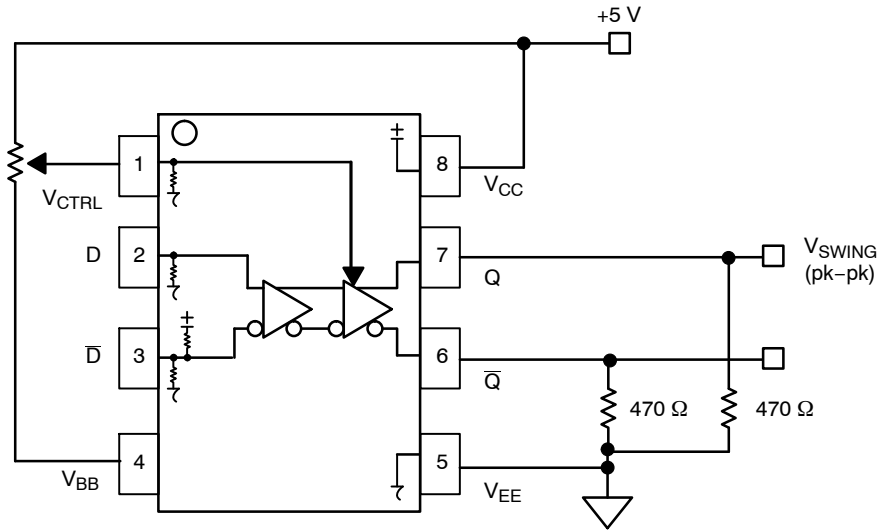 +5 V
1
8
V_CTRL
V_CC
D
2
7
V_SWING
(pk−pk)
Q
D̅
3
6
Q̅
470 Ω
470 Ω
4
5
V_BB
V_EE